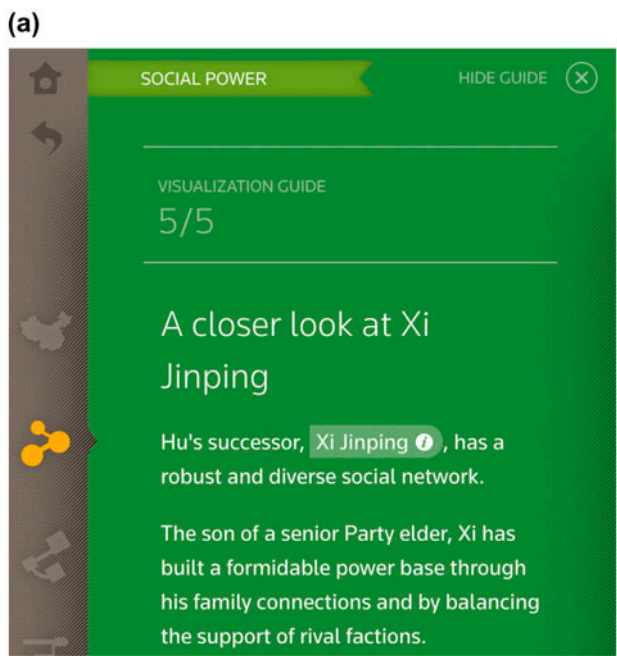 (a)
SOCIAL POWER
HIDE GUIDE
VISUALIZATION GUIDE
5/5
A closer look at Xi
Jinping
Hu's successor, Xi Jinping i , has a
robust and diverse social network.
The son of a senior Party elder, Xi has
built a formidable power base through
his family connections and by balancing
the support of rival factions.